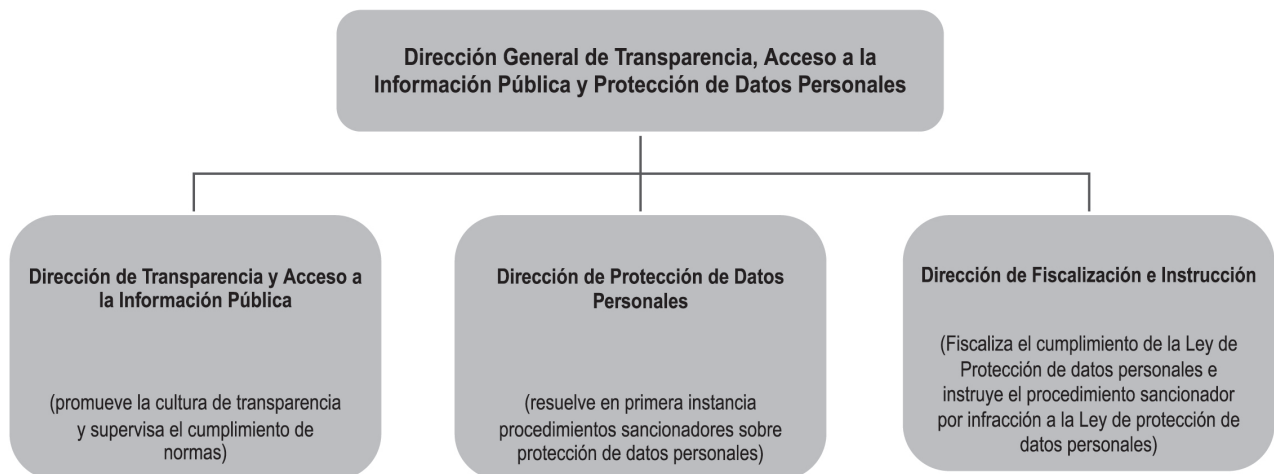 Dirección General de Transparencia, Acceso a la
Información Pública y Protección de Datos Personales
Dirección de Transparencia y Acceso a
la Información Pública
(promueve la cultura de transparencia
y supervisa el cumplimiento de
normas)
Dirección de Protección de Datos
Personales
(resuelve en primera instancia
procedimientos sancionadores sobre
protección de datos personales)
Dirección de Fiscalización e Instrucción
(Fiscaliza el cumplimiento de la Ley de
Protección de datos personales e
instruye el procedimiento sancionador
por infracción a la Ley de protección de
datos personales)